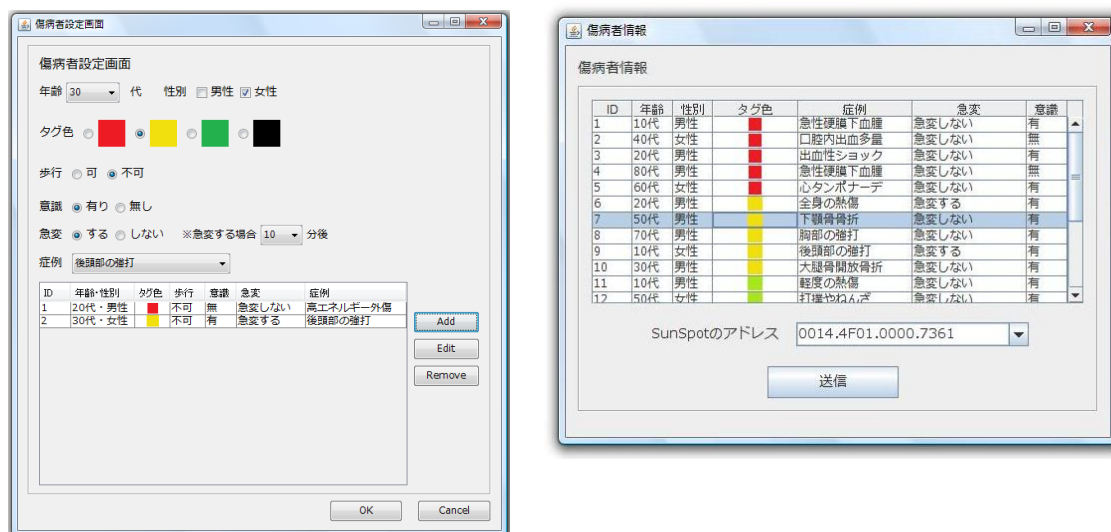 傷病者設定画面
傷病者設定画面
年齢 30 代 性別 男性 女性
タグ色
歩行 可 不可
意識 有り 無し
急変 する しない ※急変する場合 10 分後
症例 後頭部の強打
ID 年齢・性別 タグ色 歩行 意識 急変 症例
1 20代・男性 不可 無 急変しない 高エネルギー外傷
2 30代・女性 不可 有 急変する 後頭部の強打
Add
Edit
Remove
OK Cancel
傷病者情報
傷病者情報
ID 年齢 性別 タグ色 症例 急変 意識
1 10代 男性 急性硬膜下血腫 急変しない 有
2 40代 女性 口腔内出血多量 急変しない 無
3 20代 男性 出血性ショック 急変しない 有
4 80代 男性 急性硬膜下血腫 急変しない 無
5 60代 女性 心タンポナーデ 急変しない 有
6 20代 男性 全身の熱傷 急変する 有
7 50代 男性 下顎骨骨折 急変しない 有
8 70代 男性 胸部の強打 急変しない 有
9 10代 女性 後頭部の強打 急変する 有
10 30代 男性 大腿骨開放骨折 急変しない 有
11 10代 男性 軽度の熱傷 急変しない 有
12 50代 女性 打撲やねんざ 急変しない 有
SunSpotのアドレス 0014.4F01.0000.7361
送信